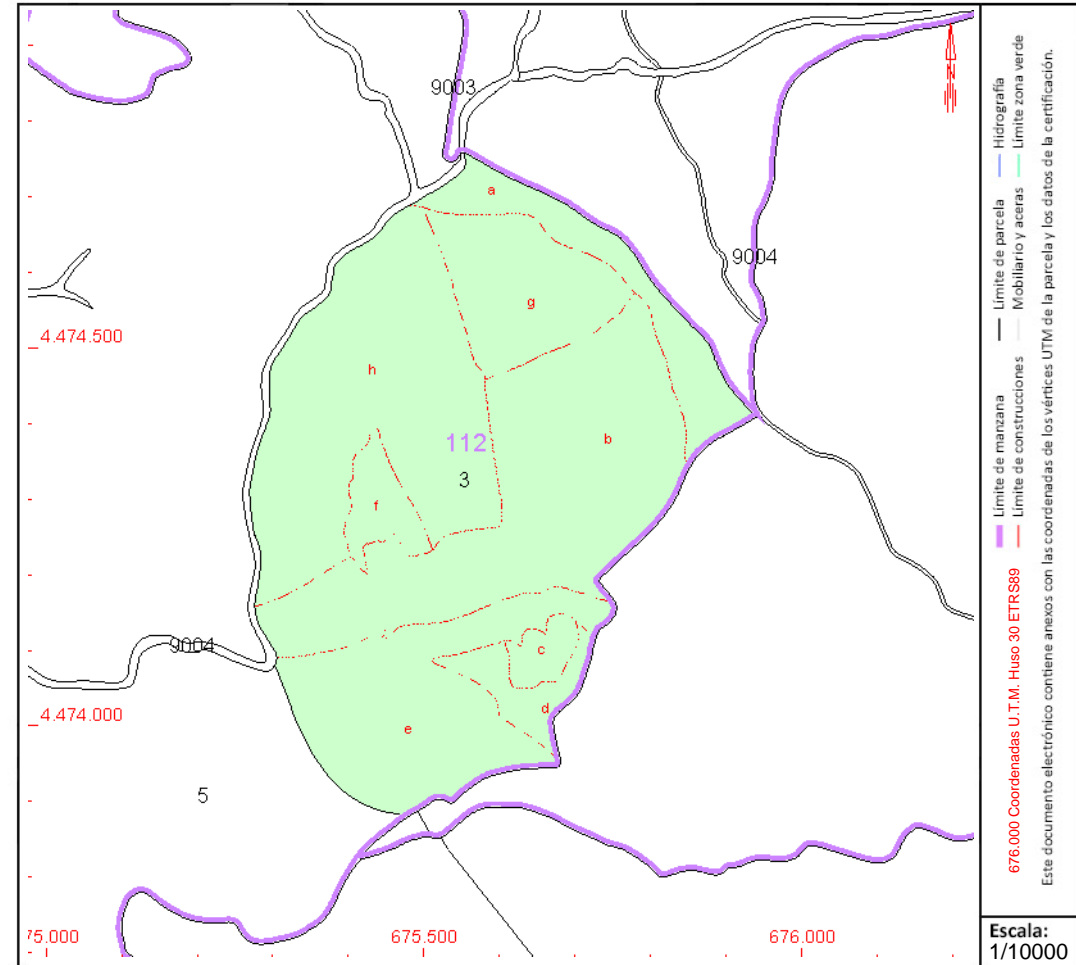 9003
N
a
9004
g
4.474.500
h
112
b
3
f
9004
c
4.474.000
d
e
5
75.000
675.500
676.000
Límite de manzana
Límite de parcela
Hidrografía
676.000 Coordenadas U.T.M. Huso 30 ETRS89
Límite de construcciones
Mobiliario y aceras
Límite zona verde
Este documento electrónico contiene anexos con las coordenadas de los vértices UTM de la parcela y los datos de la certificación.
Escala:
1/10000